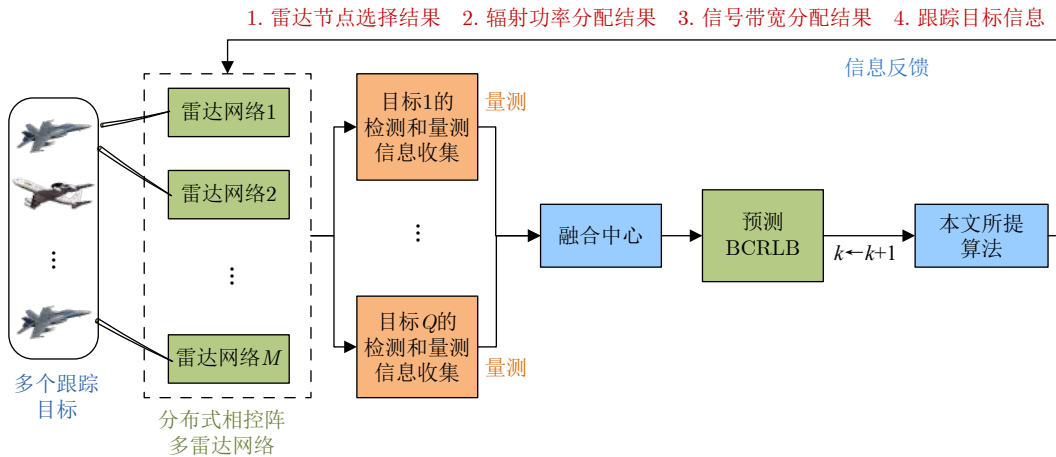 1. 雷达节点选择结果 2. 辐射功率分配结果 3. 信号带宽分配结果 4. 跟踪目标信息
信息反馈
雷达网络1
雷达网络2
⋮
雷达网络M
分布式相控阵
多雷达网络
⋮
多个跟踪
目标
目标1的
检测和量测
信息收集
量测
⋮
目标Q的
检测和量测
信息收集
量测
融合中心
预测
BCRLB
k←k+1
本文所提
算法